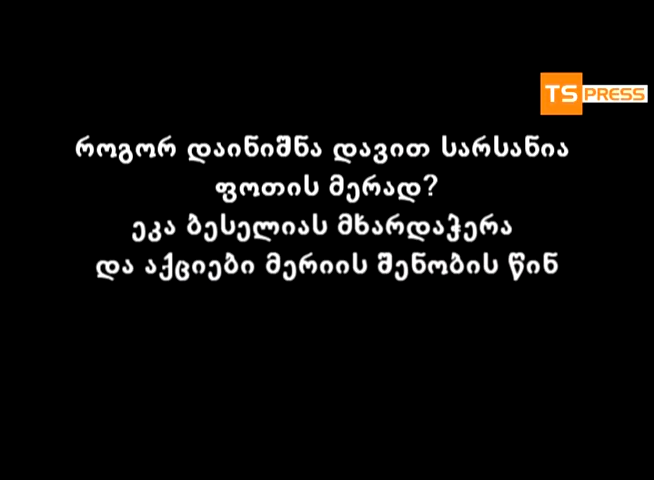 TS PRESS
როგორ დაინიშნა დავით სარსანია
ფოთის მერად?
ეკა ბესელიას მხარდაჭერა
და აქციები მერიის შენობის წინ